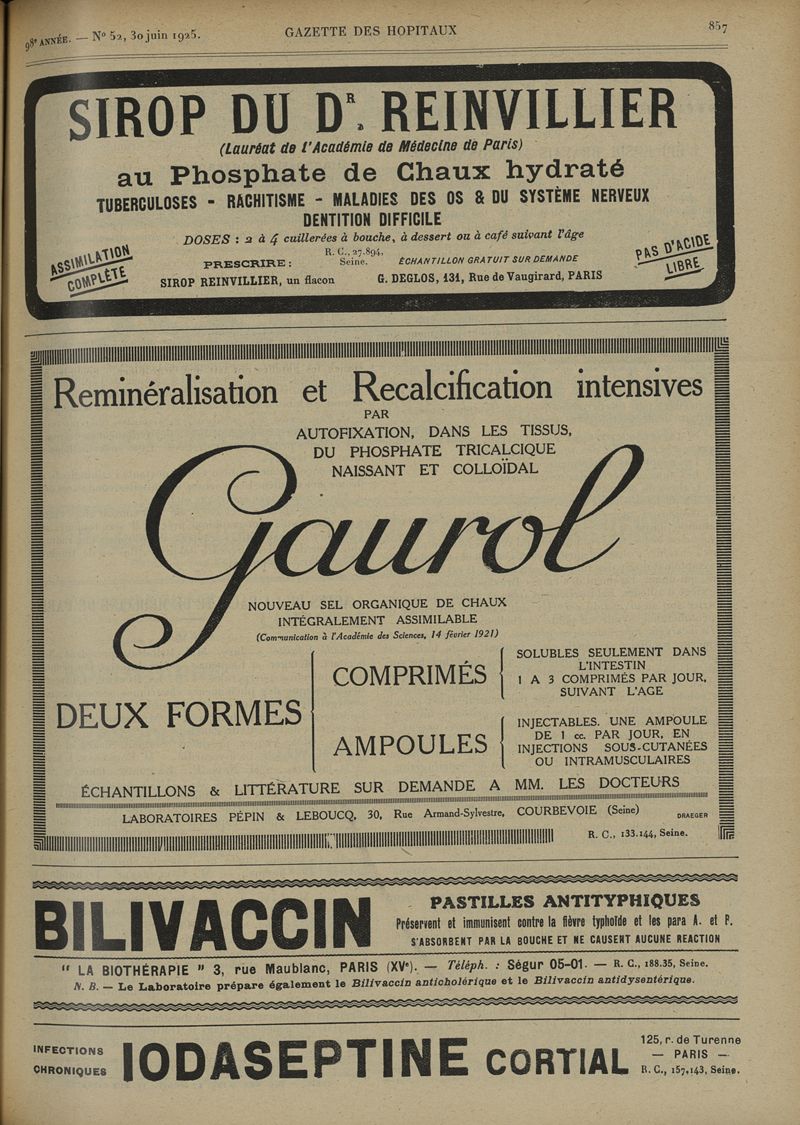 98e ANNÉE. — No 52, 30 juin 1925.
GAZETTE DES HOPITAUX
857
SIROP DU DR. REINVILLIER
(Lauréat de l'Académie de Médecine de Paris)
au Phosphate de Chaux hydraté
TUBERCULOSES - RACHITISME - MALADIES DES OS & DU SYSTÈME NERVEUX
DENTITION DIFFICILE
DOSES : 2 à 4 cuillerées à bouche, à dessert ou à café suivant l'âge
ASSIMILATION
COMPLÈTE
PRESCRIRE :
R. C., 27.894,
Seine.
ÉCHANTILLON GRATUIT SUR DEMANDE
SIROP REINVILLIER, un flacon
G. DEGLOS, 131, Rue de Vaugirard, PARIS
PAS D'ACIDE
LIBRE
Reminéralisation et Recalcification intensives
PAR
AUTOFIXATION, DANS LES TISSUS,
DU PHOSPHATE TRICALCIQUE
NAISSANT ET COLLOÏDAL
Gaurol
NOUVEAU SEL ORGANIQUE DE CHAUX
INTÉGRALEMENT ASSIMILABLE
(Communication à l'Académie des Sciences, 14 février 1921)
DEUX FORMES
COMPRIMÉS
SOLUBLES SEULEMENT DANS
L'INTESTIN
1 A 3 COMPRIMÉS PAR JOUR,
SUIVANT L'AGE
AMPOULES
INJECTABLES. UNE AMPOULE
DE 1 cc. PAR JOUR, EN
INJECTIONS SOUS-CUTANÉES
OU INTRAMUSCULAIRES
ÉCHANTILLONS & LITTÉRATURE SUR DEMANDE A MM. LES DOCTEURS
LABORATOIRES PÉPIN & LEBOUCQ, 30, Rue Armand-Sylvestre, COURBEVOIE (Seine)
DRAEGER
R. C., 133.144, Seine.
BILIVACCIN
PASTILLES ANTITYPHIQUES
Préservent et immunisent contre la fièvre typhoïde et les para A. et P.
S'ABSORBENT PAR LA BOUCHE ET NE CAUSENT AUCUNE REACTION
" LA BIOTHÉRAPIE " 3, rue Maublanc, PARIS (XVe). — Téléph. : Ségur 05-01. — R. C., 188.35, Seine.
N. B. — Le Laboratoire prépare également le Bilivaccin anticholérique et le Bilivaccin antidysentérique.
INFECTIONS
CHRONIQUES
IODASEPTINE CORTIAL
125, r. de Turenne
— PARIS —
R. C., 157.143, Seine.